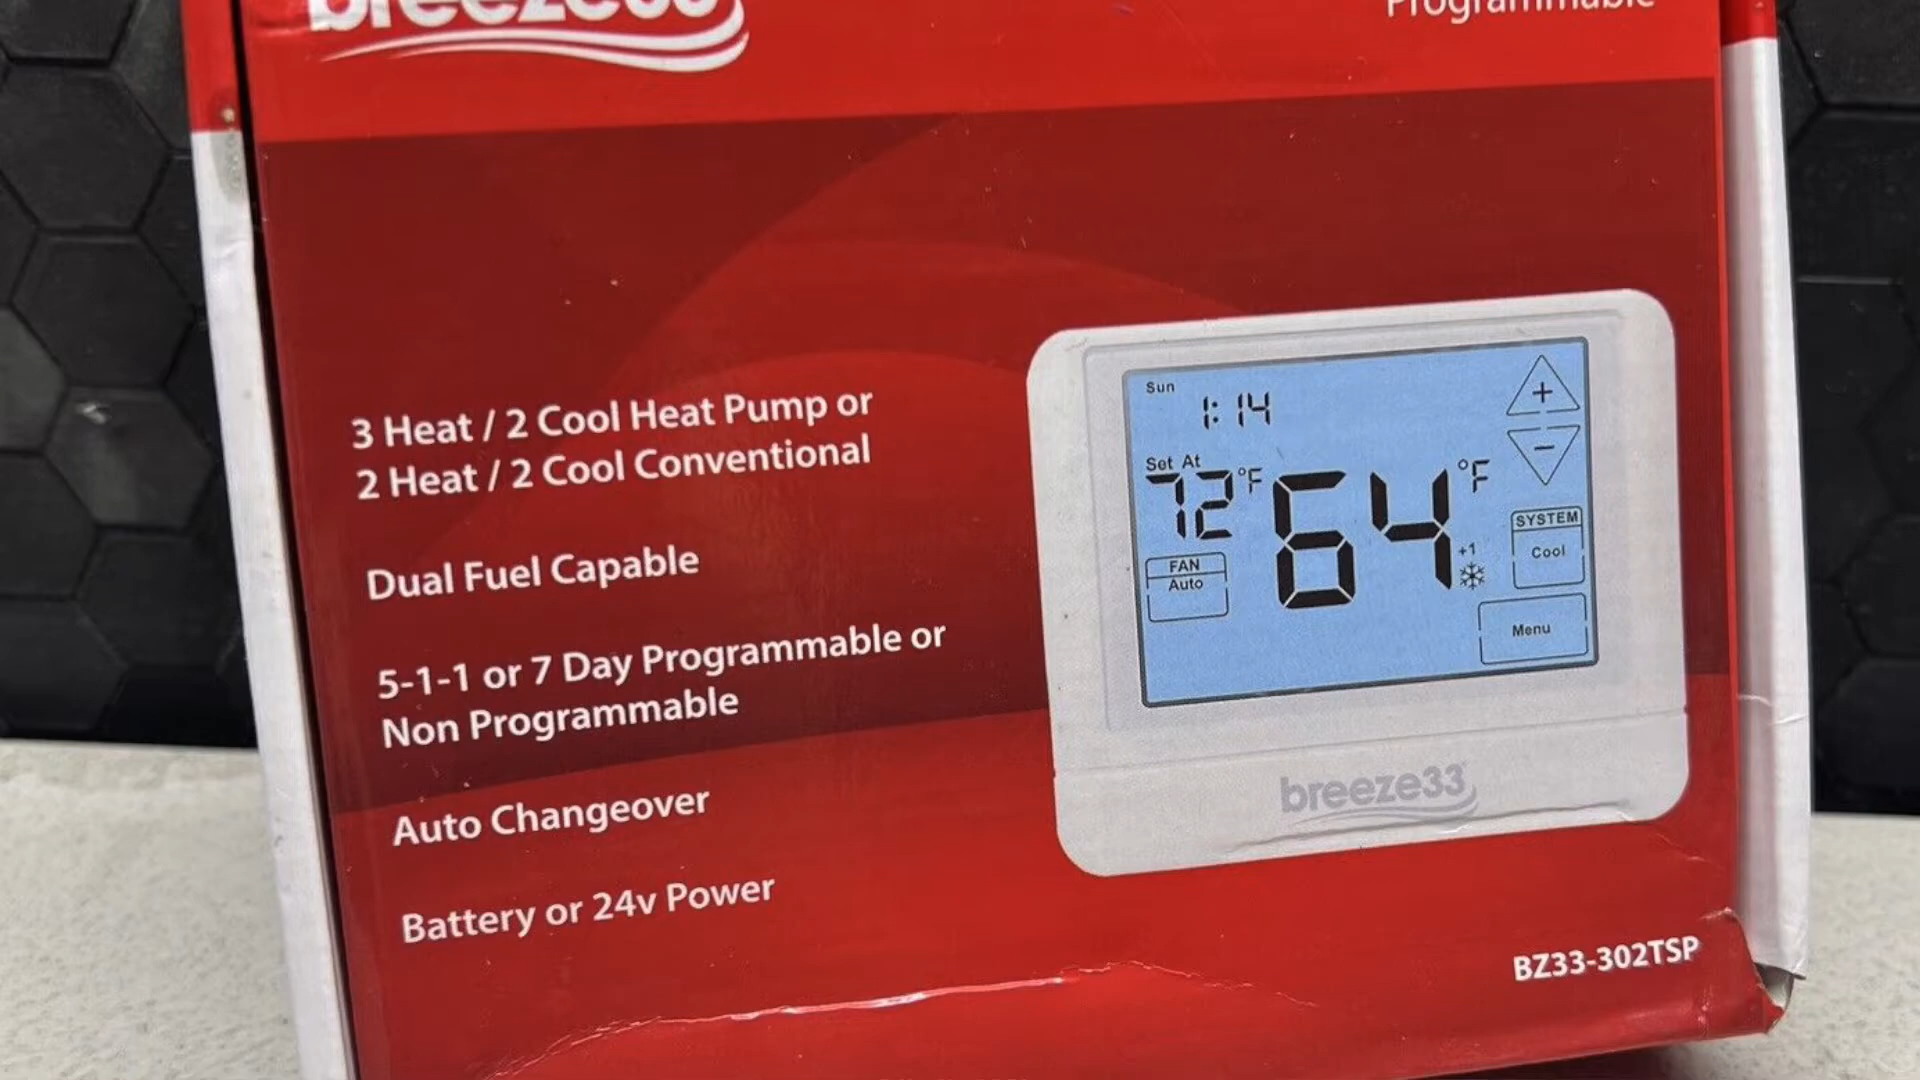 breeze33
Programmable
3 Heat / 2 Cool Heat Pump or
2 Heat / 2 Cool Conventional
Dual Fuel Capable
5-1-1 or 7 Day Programmable or
Non Programmable
Auto Changeover
Battery or 24v Power
Sun
1:14
Set At
72°F
64°F
+1
FAN
Auto
+
−
SYSTEM
Cool
Menu
breeze33
BZ33-302TSP